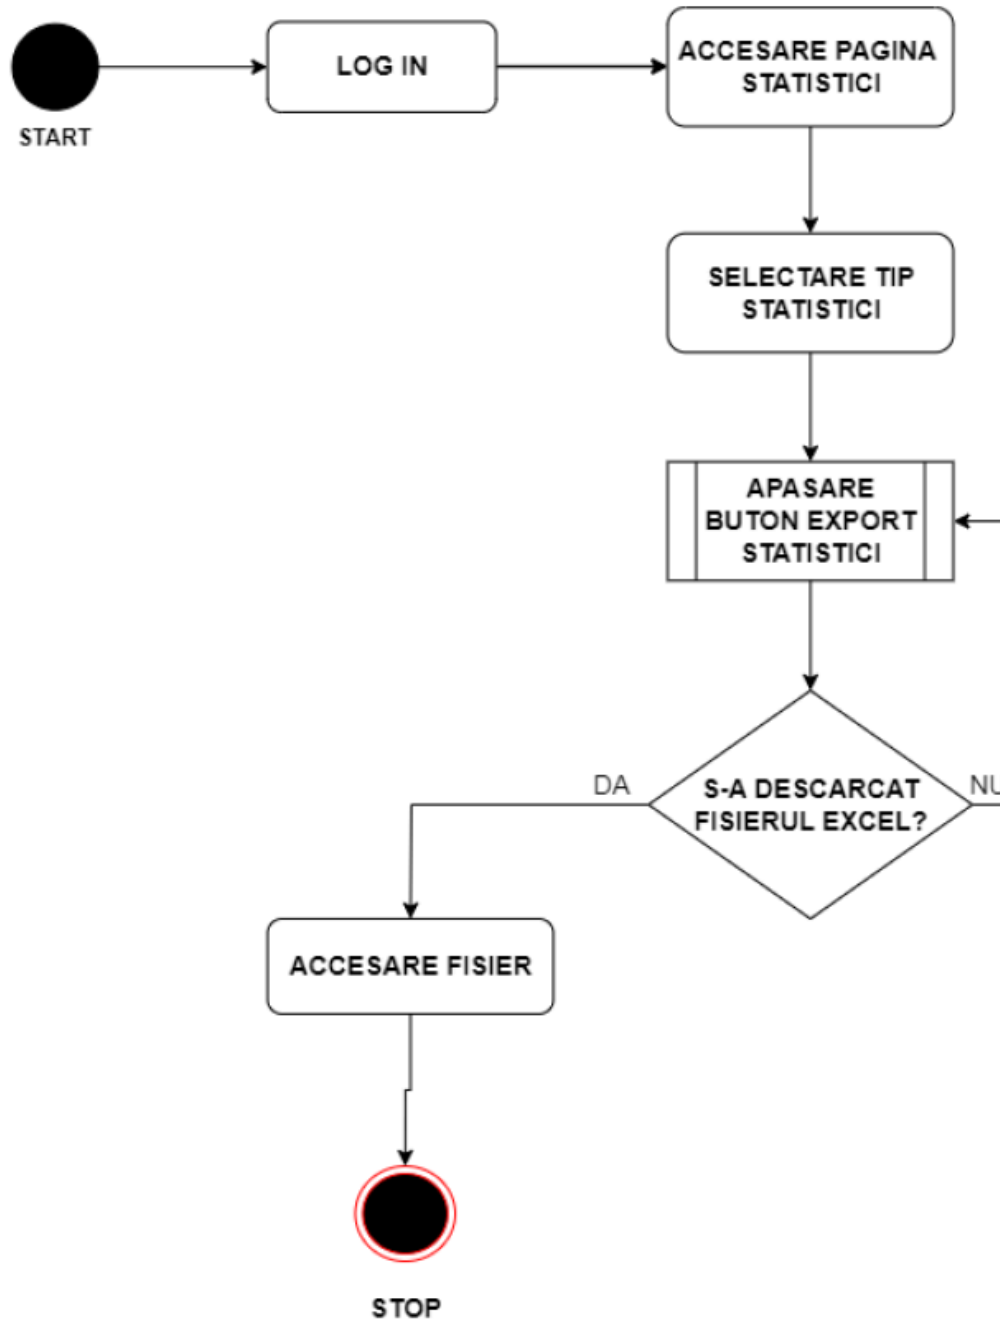 LOG IN
ACCESARE PAGINA
STATISTICI
START
SELECTARE TIP
STATISTICI
APASARE
BUTON EXPORT
STATISTICI
DA
S-A DESCARCAT
FISIERUL EXCEL?
NU
ACCESARE FISIER
STOP